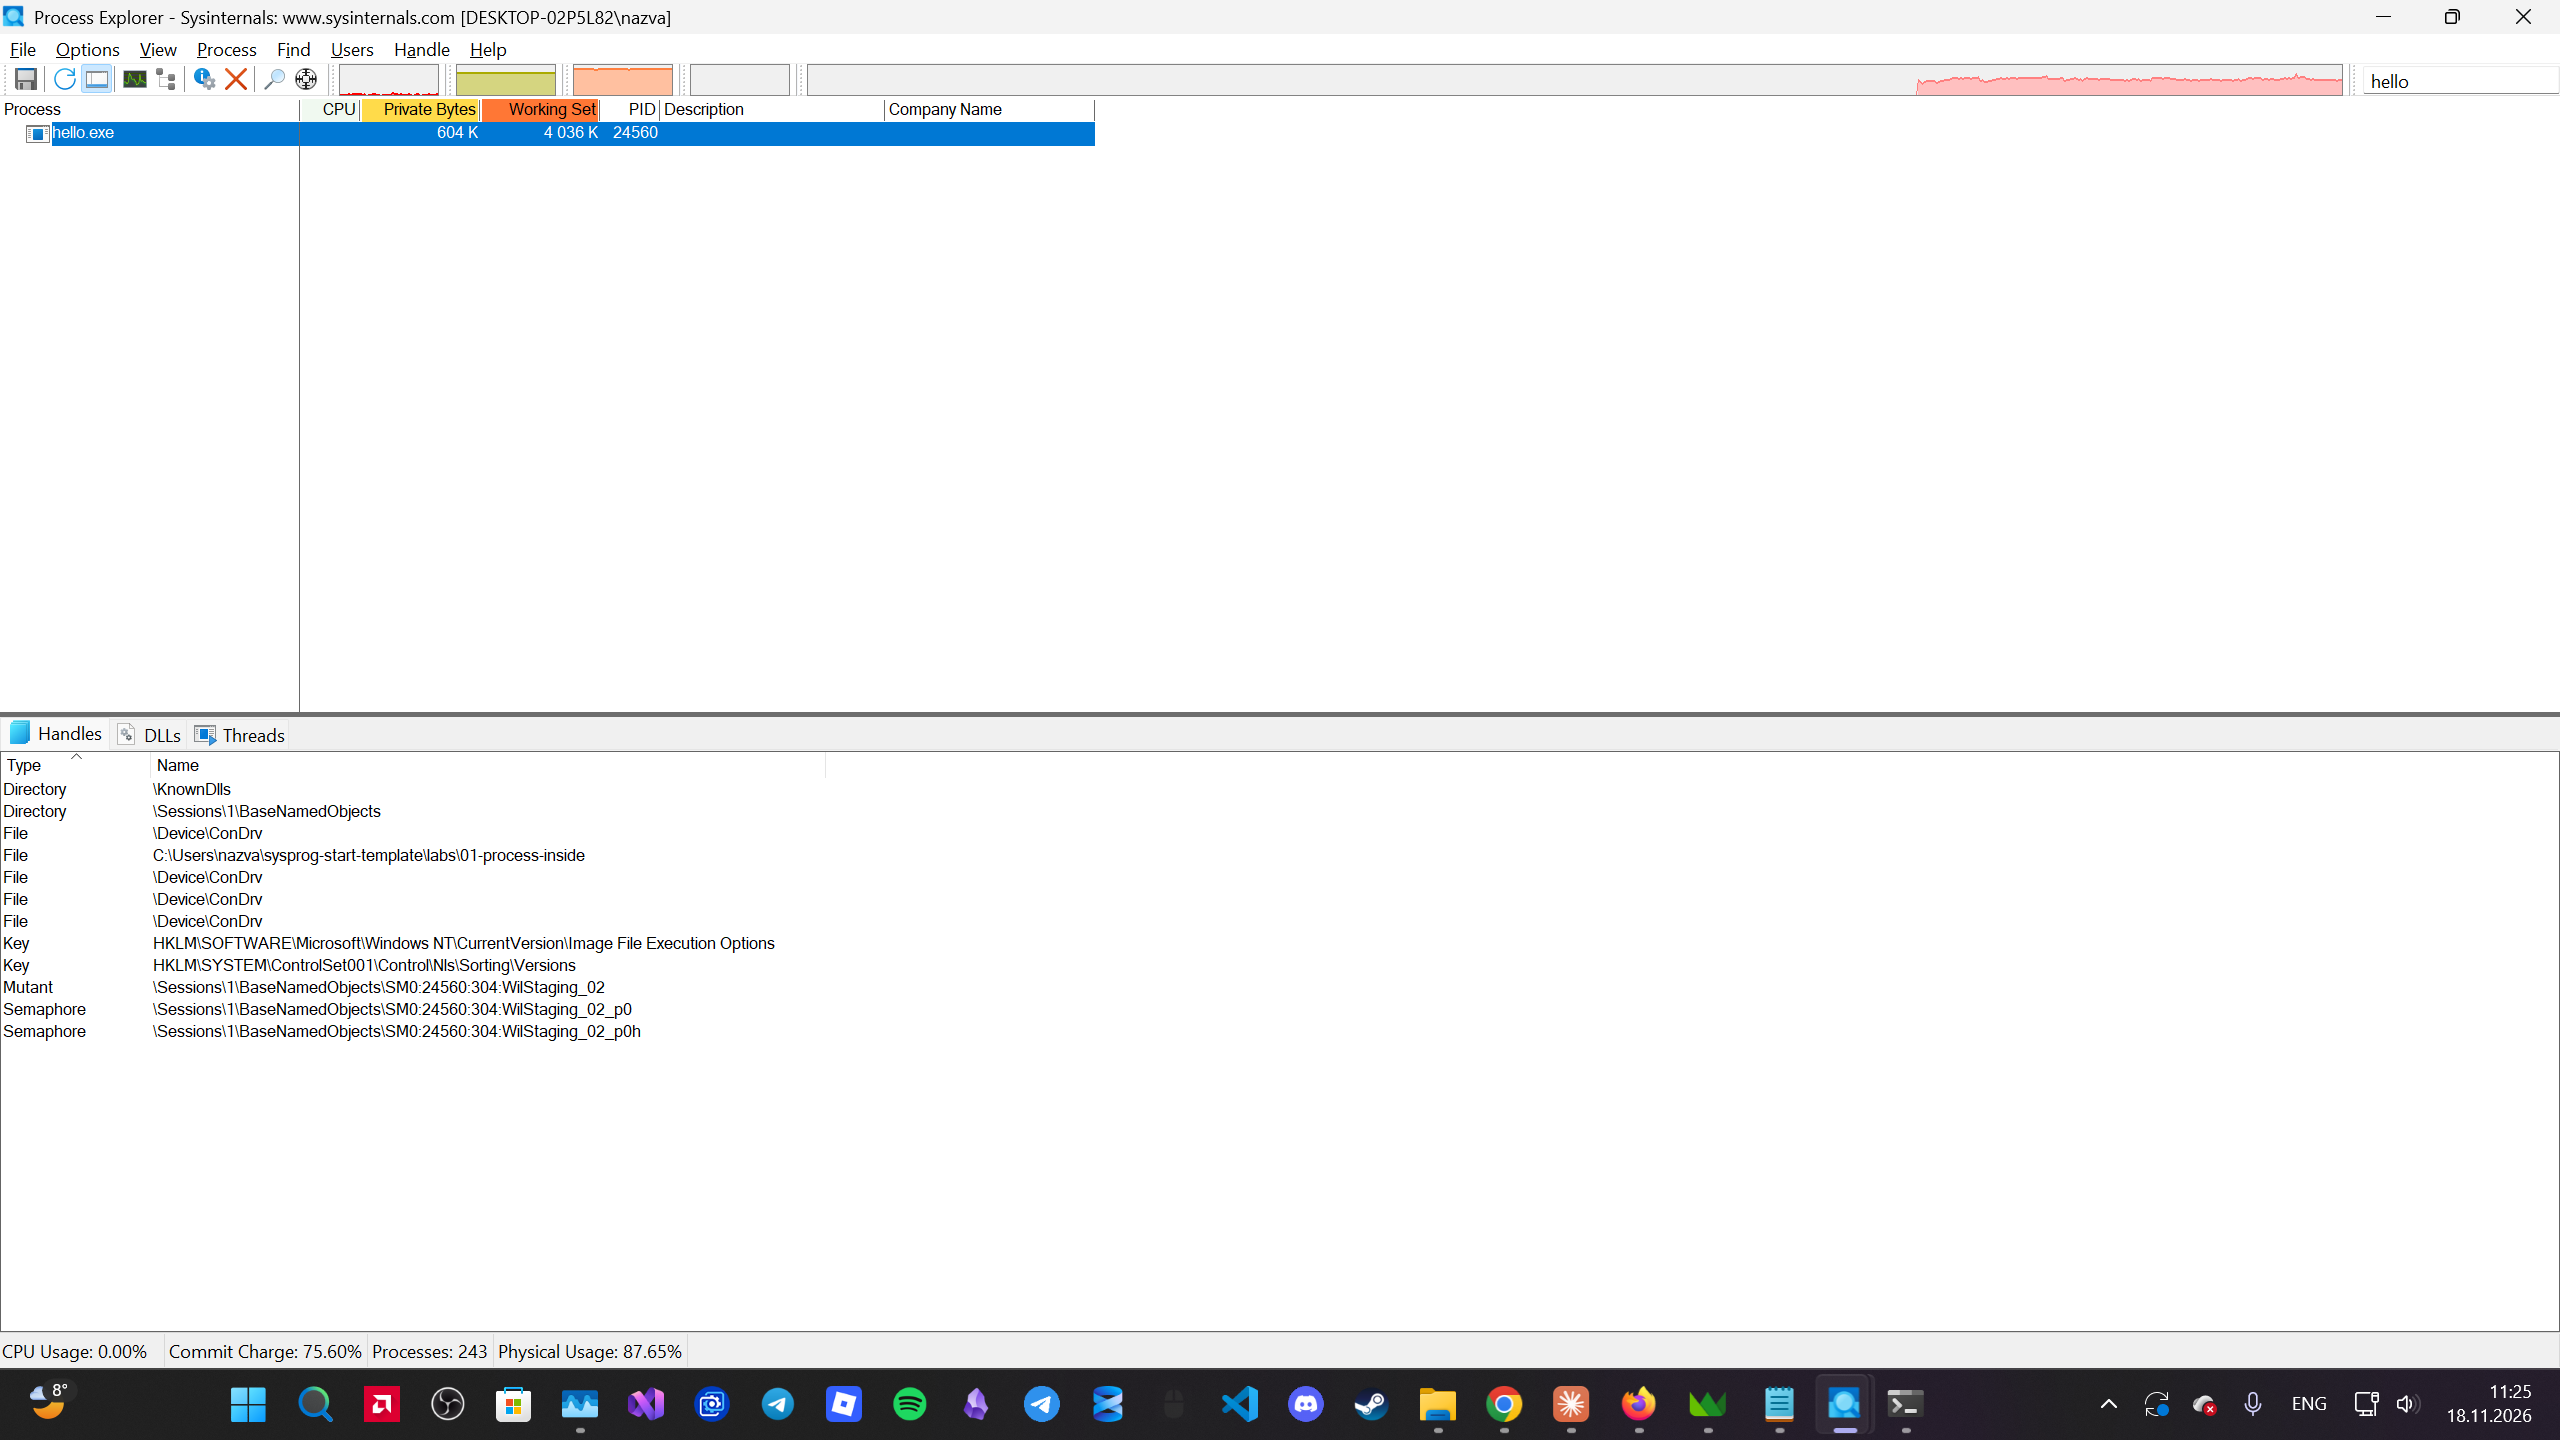 Process Explorer - Sysinternals: www.sysinternals.com [DESKTOP-02P5L82\nazva]
File Options View Process Find Users Handle Help
hello
Process CPU Private Bytes Working Set PID Description Company Name
hello.exe 604 K 4 036 K 24560
Handles DLLs Threads
Type Name
Directory \KnownDlls
Directory \Sessions\1\BaseNamedObjects
File \Device\ConDrv
File C:\Users\nazva\sysprog-start-template\labs\01-process-inside
File \Device\ConDrv
File \Device\ConDrv
File \Device\ConDrv
Key HKLM\SOFTWARE\Microsoft\Windows NT\CurrentVersion\Image File Execution Options
Key HKLM\SYSTEM\ControlSet001\Control\Nls\Sorting\Versions
Mutant \Sessions\1\BaseNamedObjects\SM0:24560:304:WilStaging_02
Semaphore \Sessions\1\BaseNamedObjects\SM0:24560:304:WilStaging_02_p0
Semaphore \Sessions\1\BaseNamedObjects\SM0:24560:304:WilStaging_02_p0h
CPU Usage: 0.00% Commit Charge: 75.60% Processes: 243 Physical Usage: 87.65%
8°
ENG
11:25
18.11.2026